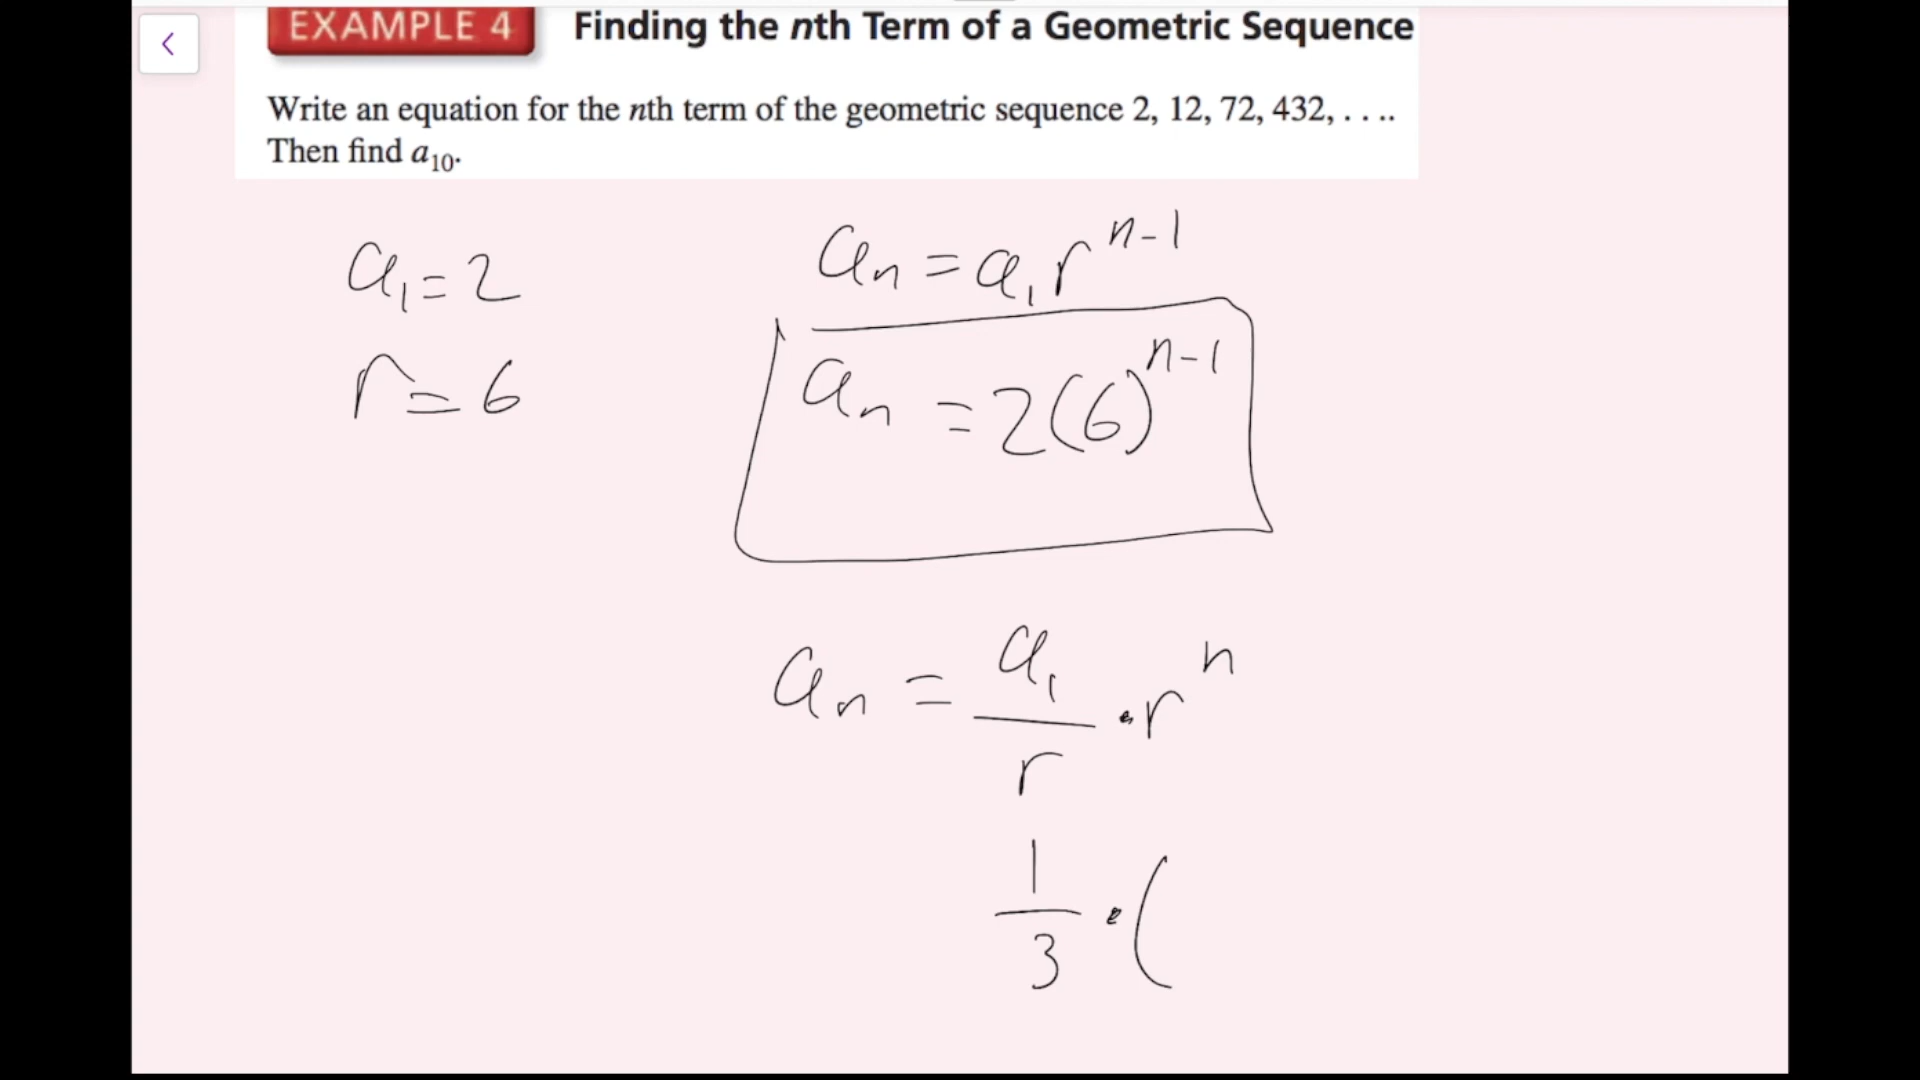 EXAMPLE 4 Finding the nth Term of a Geometric Sequence
Write an equation for the nth term of the geometric sequence 2, 12, 72, 432, . . . .
Then find a₁₀.
a₁ = 2
r = 6
aₙ = a₁ rⁿ⁻¹
aₙ = 2(6)ⁿ⁻¹
aₙ = a₁/r · rⁿ
1/3 · (